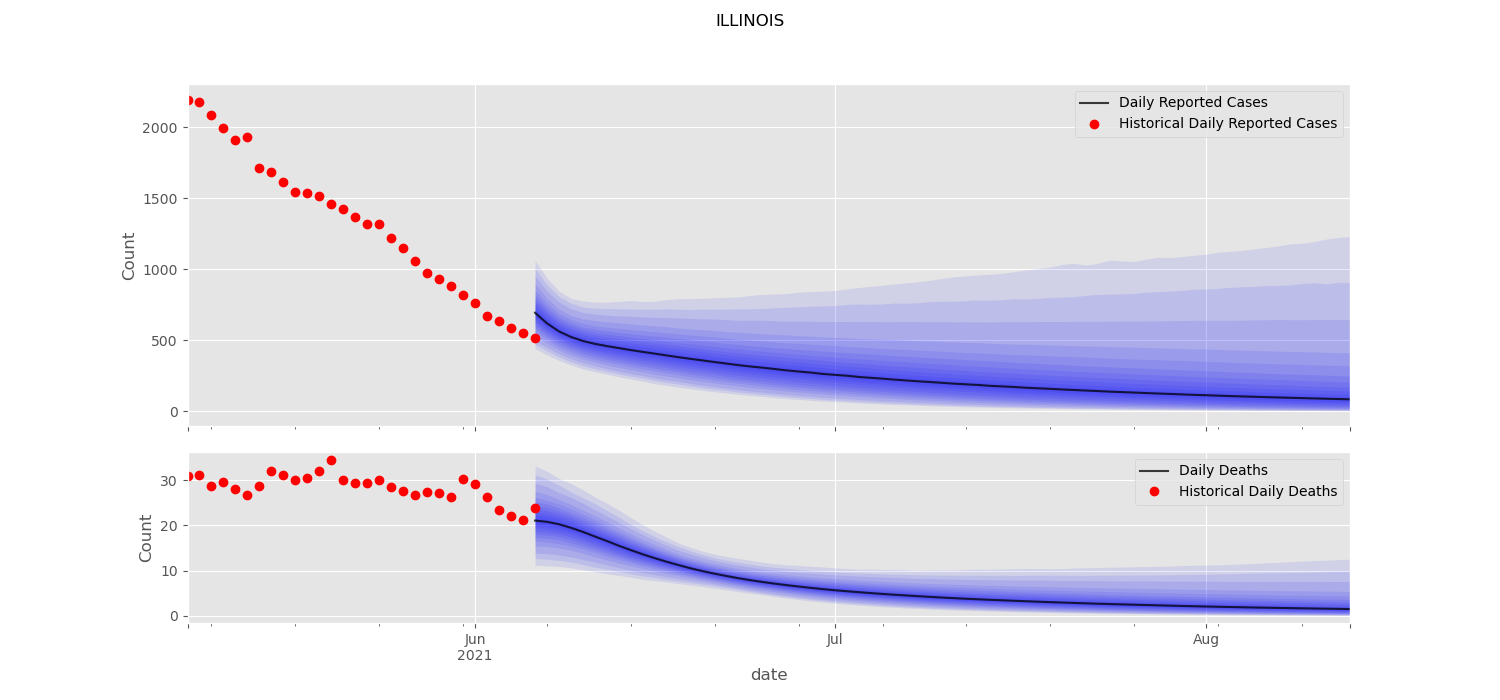 ILLINOIS
Count
2000
1500
1000
500
0
Daily Reported Cases
Historical Daily Reported Cases
Count
30
20
10
0
Daily Deaths
Historical Daily Deaths
Jun
2021
Jul
Aug
date